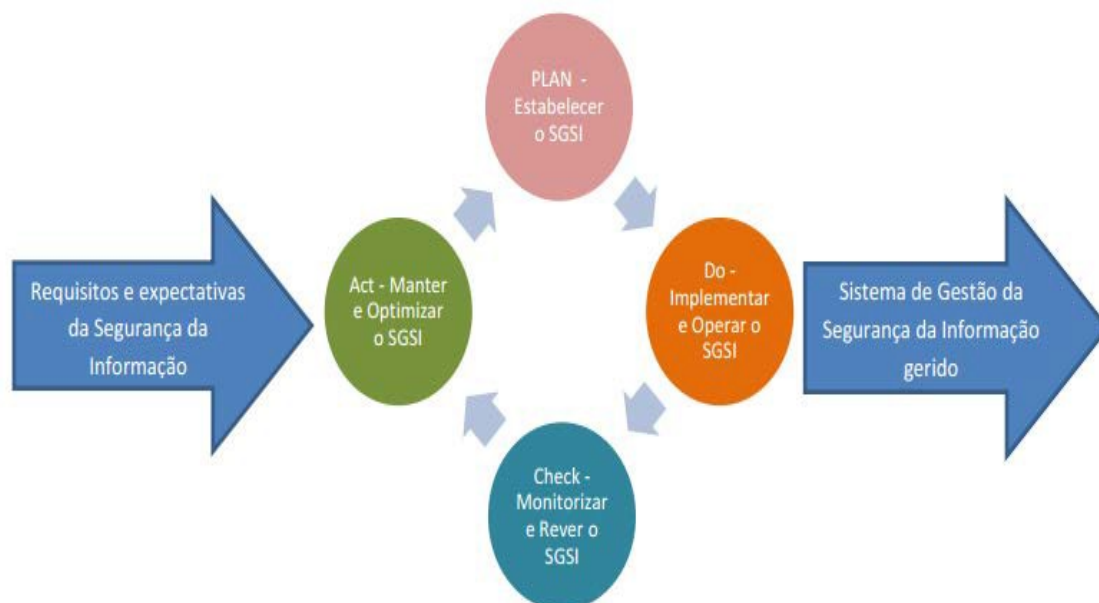 PLAN -
Estabelecer
o SGSI
Requisitos e expectativas
da Segurança da
Informação
Act - Manter
e Optimizar
o SGSI
Do -
Implementar
e Operar o
SGSI
Sistema de Gestão da
Segurança da Informação
gerido
Check -
Monitorizar
e Rever o
SGSI